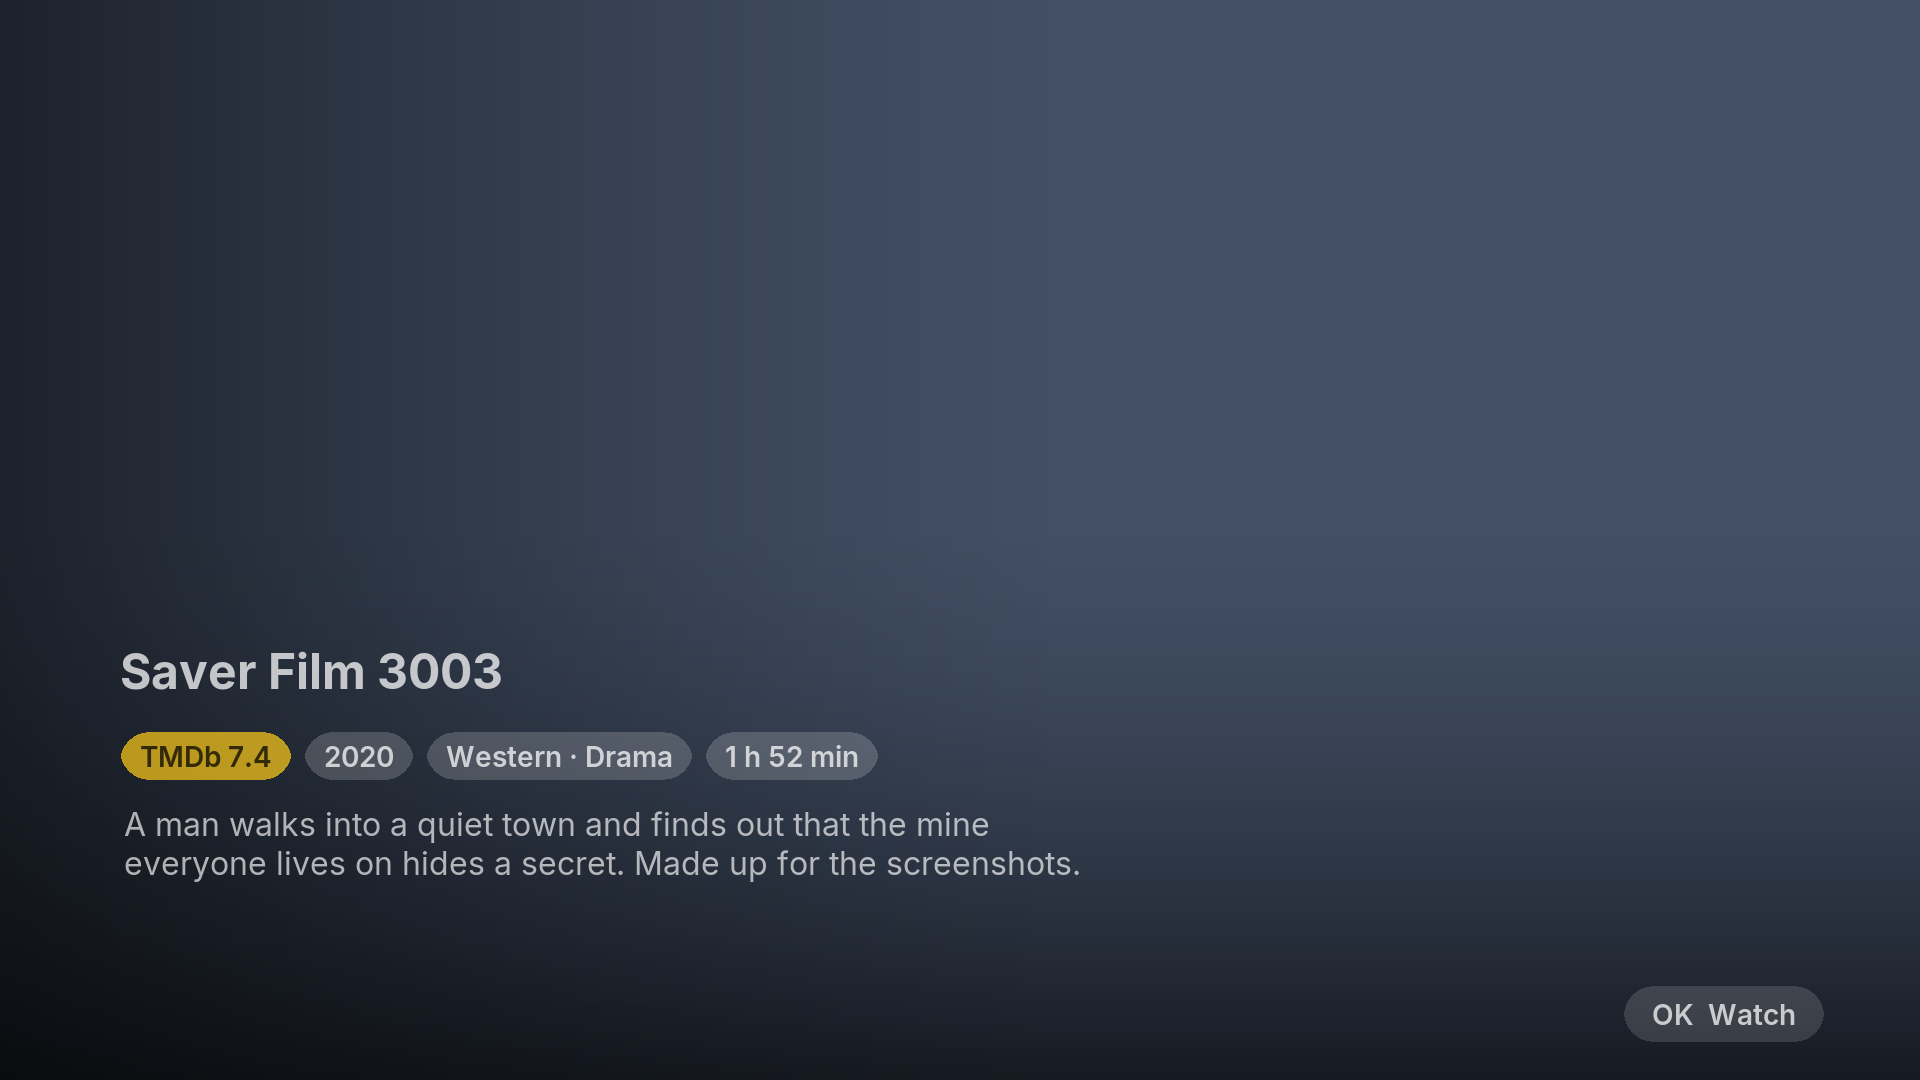 Saver Film 3003
TMDb 7.4 2020 Western · Drama 1 h 52 min
A man walks into a quiet town and finds out that the mine
everyone lives on hides a secret. Made up for the screenshots.
OK Watch